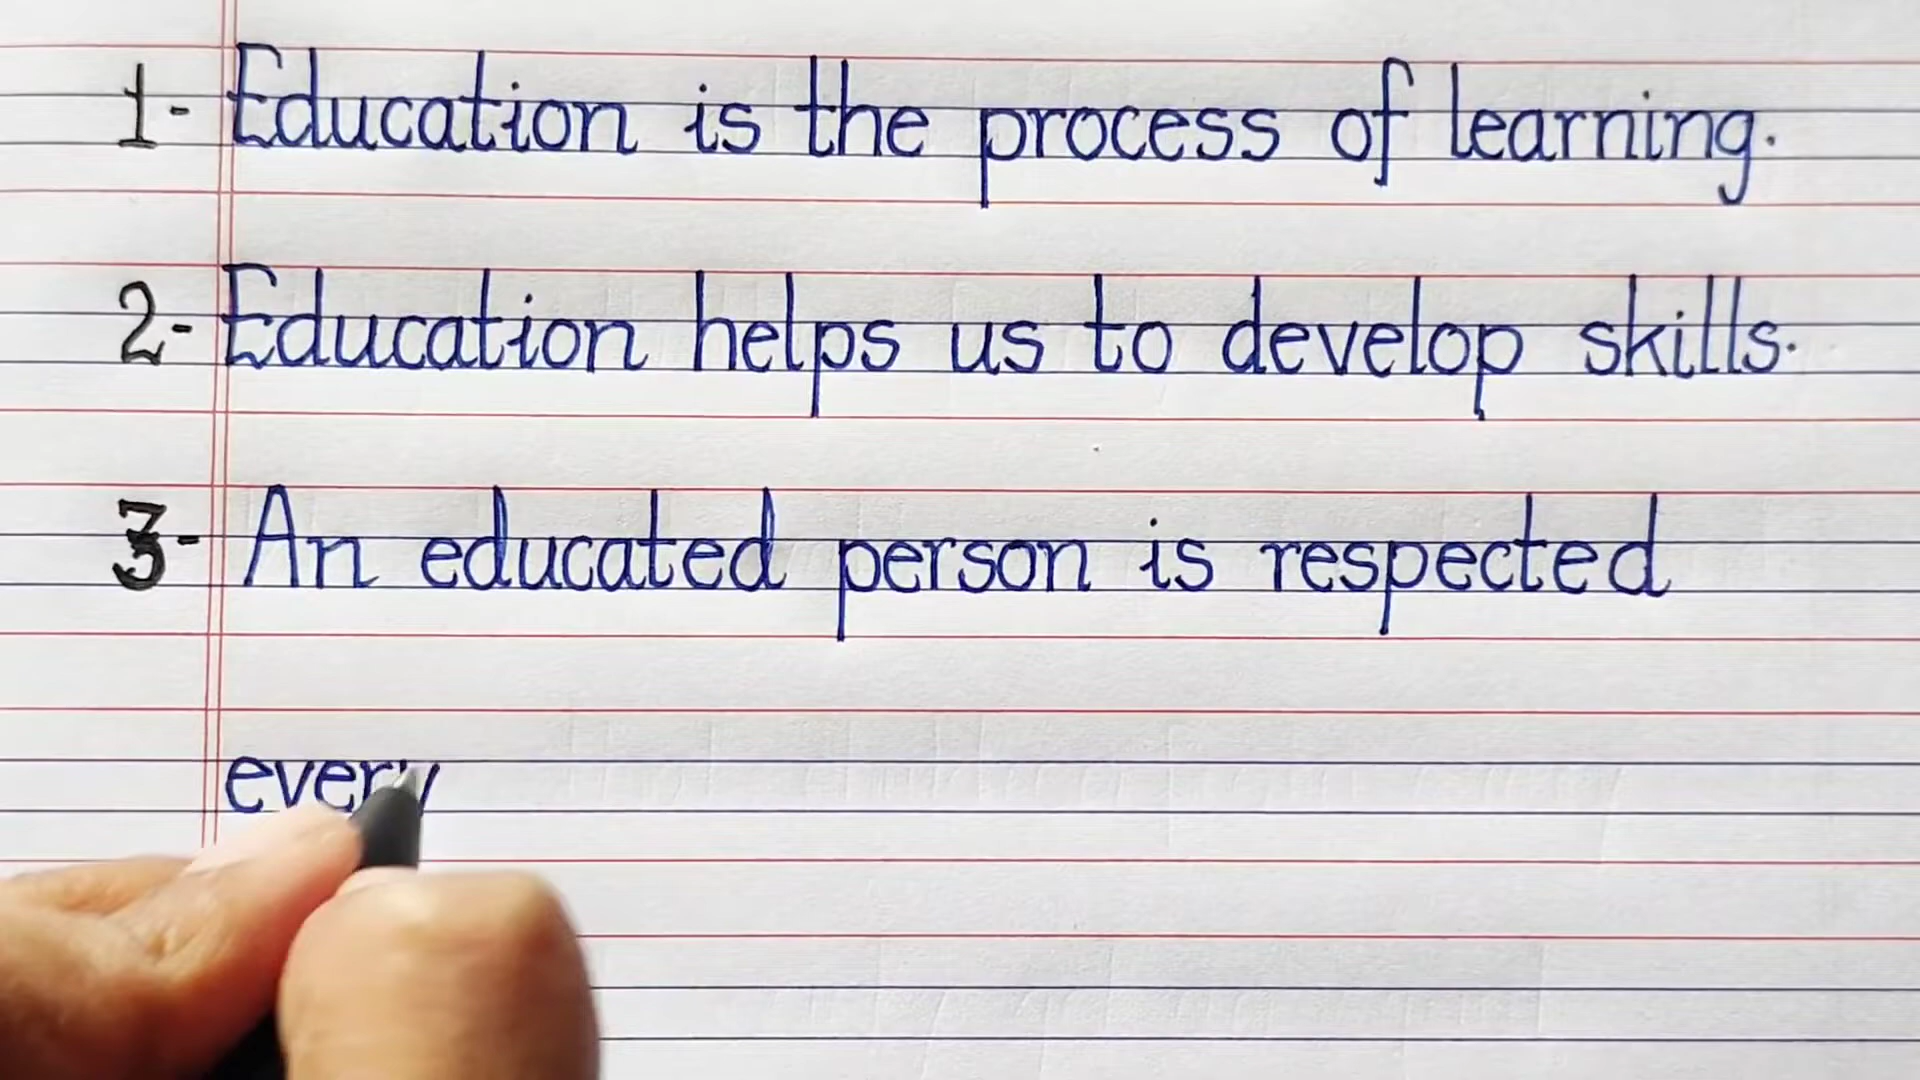 1- Education is the process of learning.
2- Education helps us to develop skills.
3- An educated person is respected
every